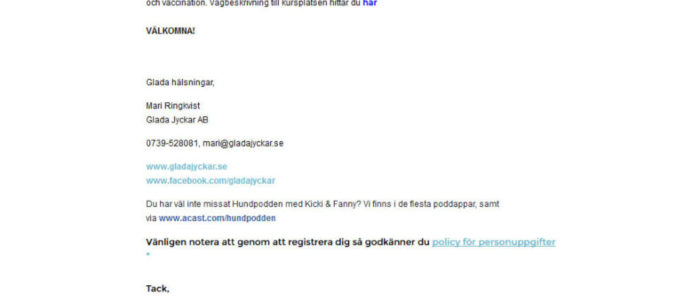 och vaccination. Vägbeskrivning till kursplatsen hittar du här
VÄLKOMNA!
Glada hälsningar,
Mari Ringkvist
Glada Jyckar AB
0739-528081, mari@gladajyckar.se
www.gladajyckar.se
www.facebook.com/gladajyckar
Du har väl inte missat Hundpodden med Kicki & Fanny? Vi finns i de flesta poddappar, samt
via www.acast.com/hundpodden
Vänligen notera att genom att registrera dig så godkänner du policy för personuppgifter
*
Tack,